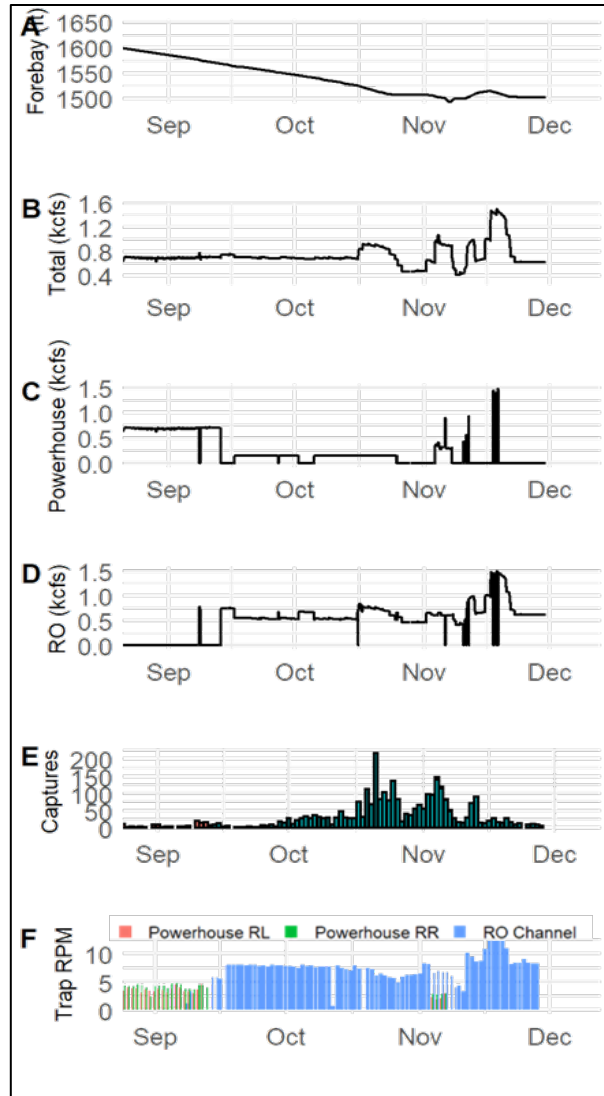 A
Forebay (ft)
1650
1600
1550
1500
Sep Oct Nov Dec
B
Total (kcfs)
1.6
1.2
0.8
0.4
Sep Oct Nov Dec
C
Powerhouse (kcfs)
1.5
1.0
0.5
0.0
Sep Oct Nov Dec
D
RO (kcfs)
1.5
1.0
0.5
0.0
Sep Oct Nov Dec
E
Captures
200
150
100
50
0
Sep Oct Nov Dec
F
Powerhouse RL Powerhouse RR RO Channel
Trap RPM
10
5
0
Sep Oct Nov Dec